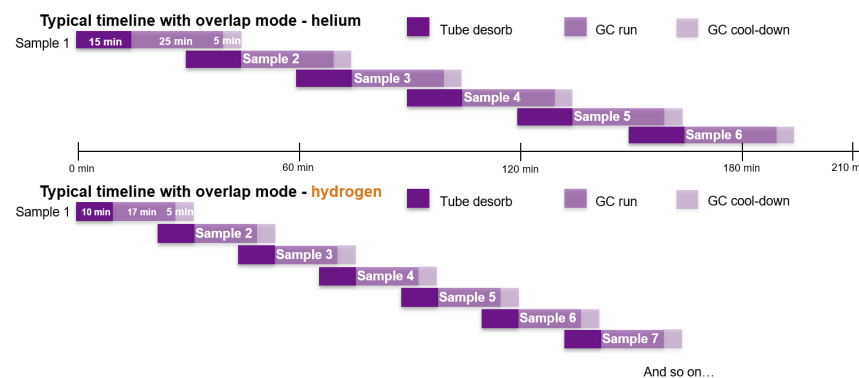 Typical timeline with overlap mode - helium
Tube desorb
GC run
GC cool-down
Sample 1
15 min
25 min
5 min
Sample 2
Sample 3
Sample 4
Sample 5
Sample 6
0 min
60 min
120 min
180 min
210 m
Typical timeline with overlap mode - hydrogen
Tube desorb
GC run
GC cool-down
Sample 1
10 min
17 min
5 min
Sample 2
Sample 3
Sample 4
Sample 5
Sample 6
Sample 7
And so on…